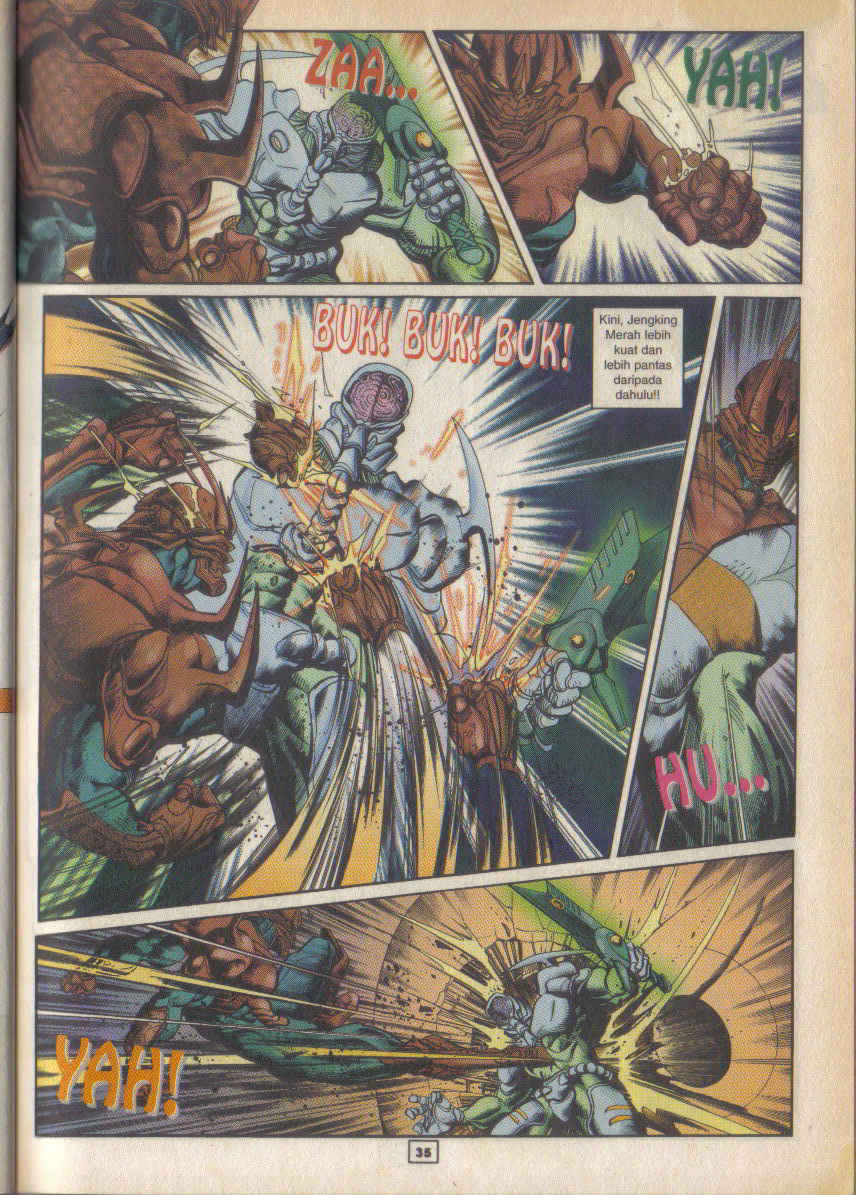 ZAA...
YAH!
BUK! BUK! BUK!
Kini, Jengking
Merah lebih
kuat dan
lebih pantas
daripada
dahulu!!
HU...
YAH!
35